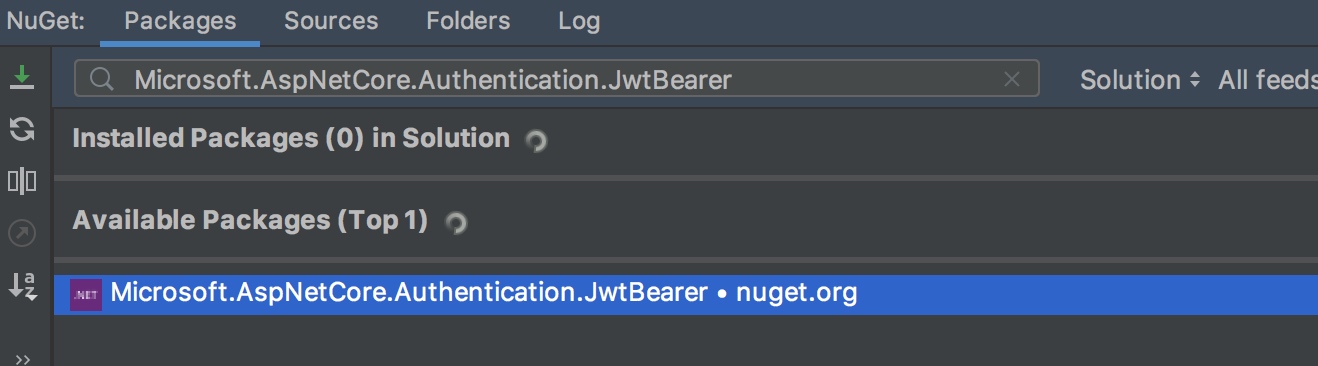 NuGet: Packages Sources Folders Log
Microsoft.AspNetCore.Authentication.JwtBearer Solution All feeds
Installed Packages (0) in Solution
Available Packages (Top 1)
.NET Microsoft.AspNetCore.Authentication.JwtBearer • nuget.org